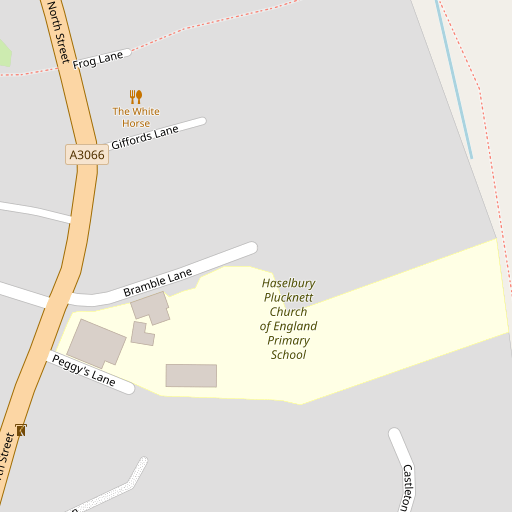 North Street
Frog Lane
The White
Horse
Giffords Lane
A3066
Bramble Lane
Haselbury
Plucknett
Church
of England
Primary
School
Peggy's Lane
Street
Castleton